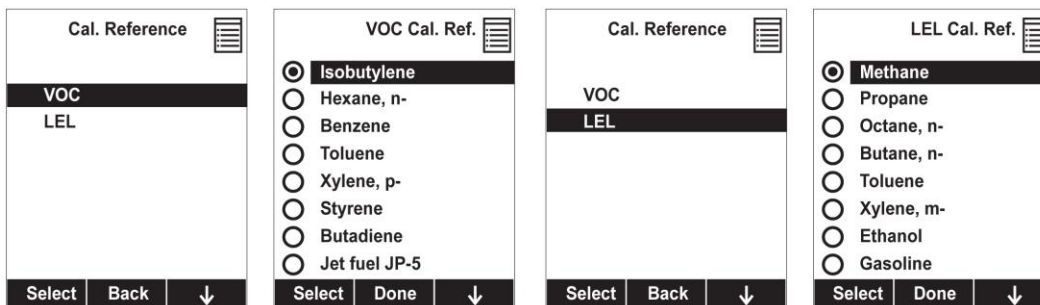 Cal. Reference
VOC
LEL
Select Back ↓
VOC Cal. Ref.
Isobutylene
Hexane, n-
Benzene
Toluene
Xylene, p-
Styrene
Butadiene
Jet fuel JP-5
Select Done ↓
Cal. Reference
VOC
LEL
Select Back ↓
LEL Cal. Ref.
Methane
Propane
Octane, n-
Butane, n-
Toluene
Xylene, m-
Ethanol
Gasoline
Select Done ↓